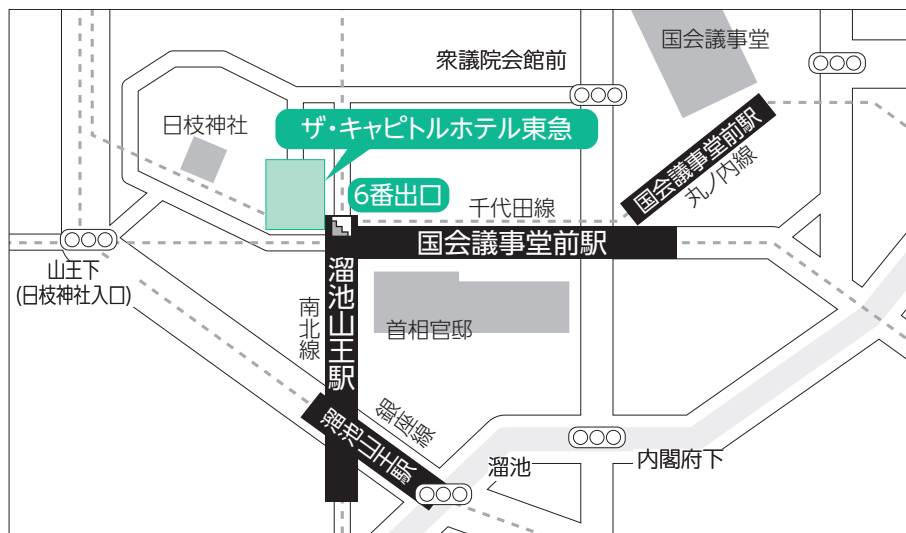 国会議事堂
衆議院会館前
日枝神社
ザ・キャピトルホテル東急
国会議事堂前駅
丸ノ内線
6番出口
千代田線
国会議事堂前駅
山王下
(日枝神社入口)
溜池山王駅
南北線
首相官邸
銀座線
溜池山王駅
溜池
内閣府下